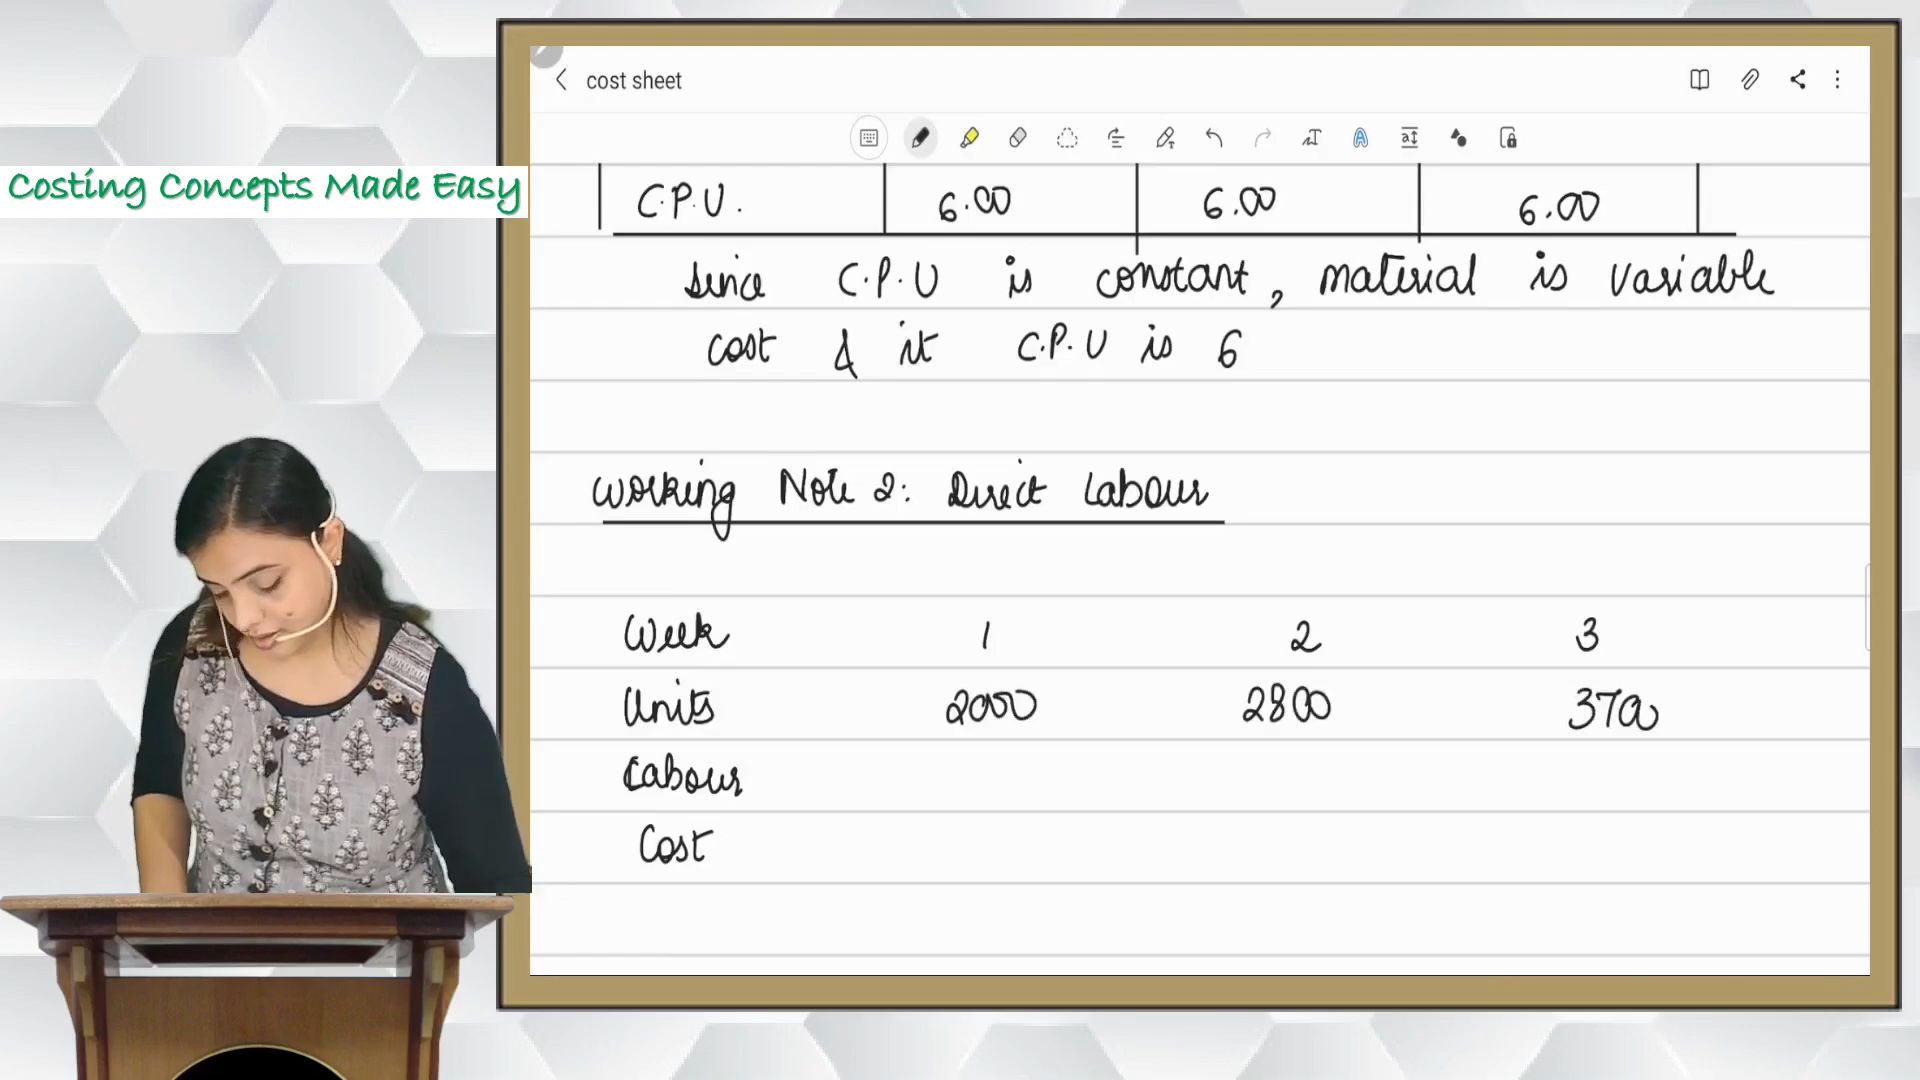 Costing Concepts Made Easy
cost sheet
C.P.U. 6.00 6.00 6.00
Since C.P.U is constant, material is variable
cost & it C.P.U is 6
Working Note 2: Direct Labour
Week 1 2 3
Units 2000 2800 3700
Labour
Cost